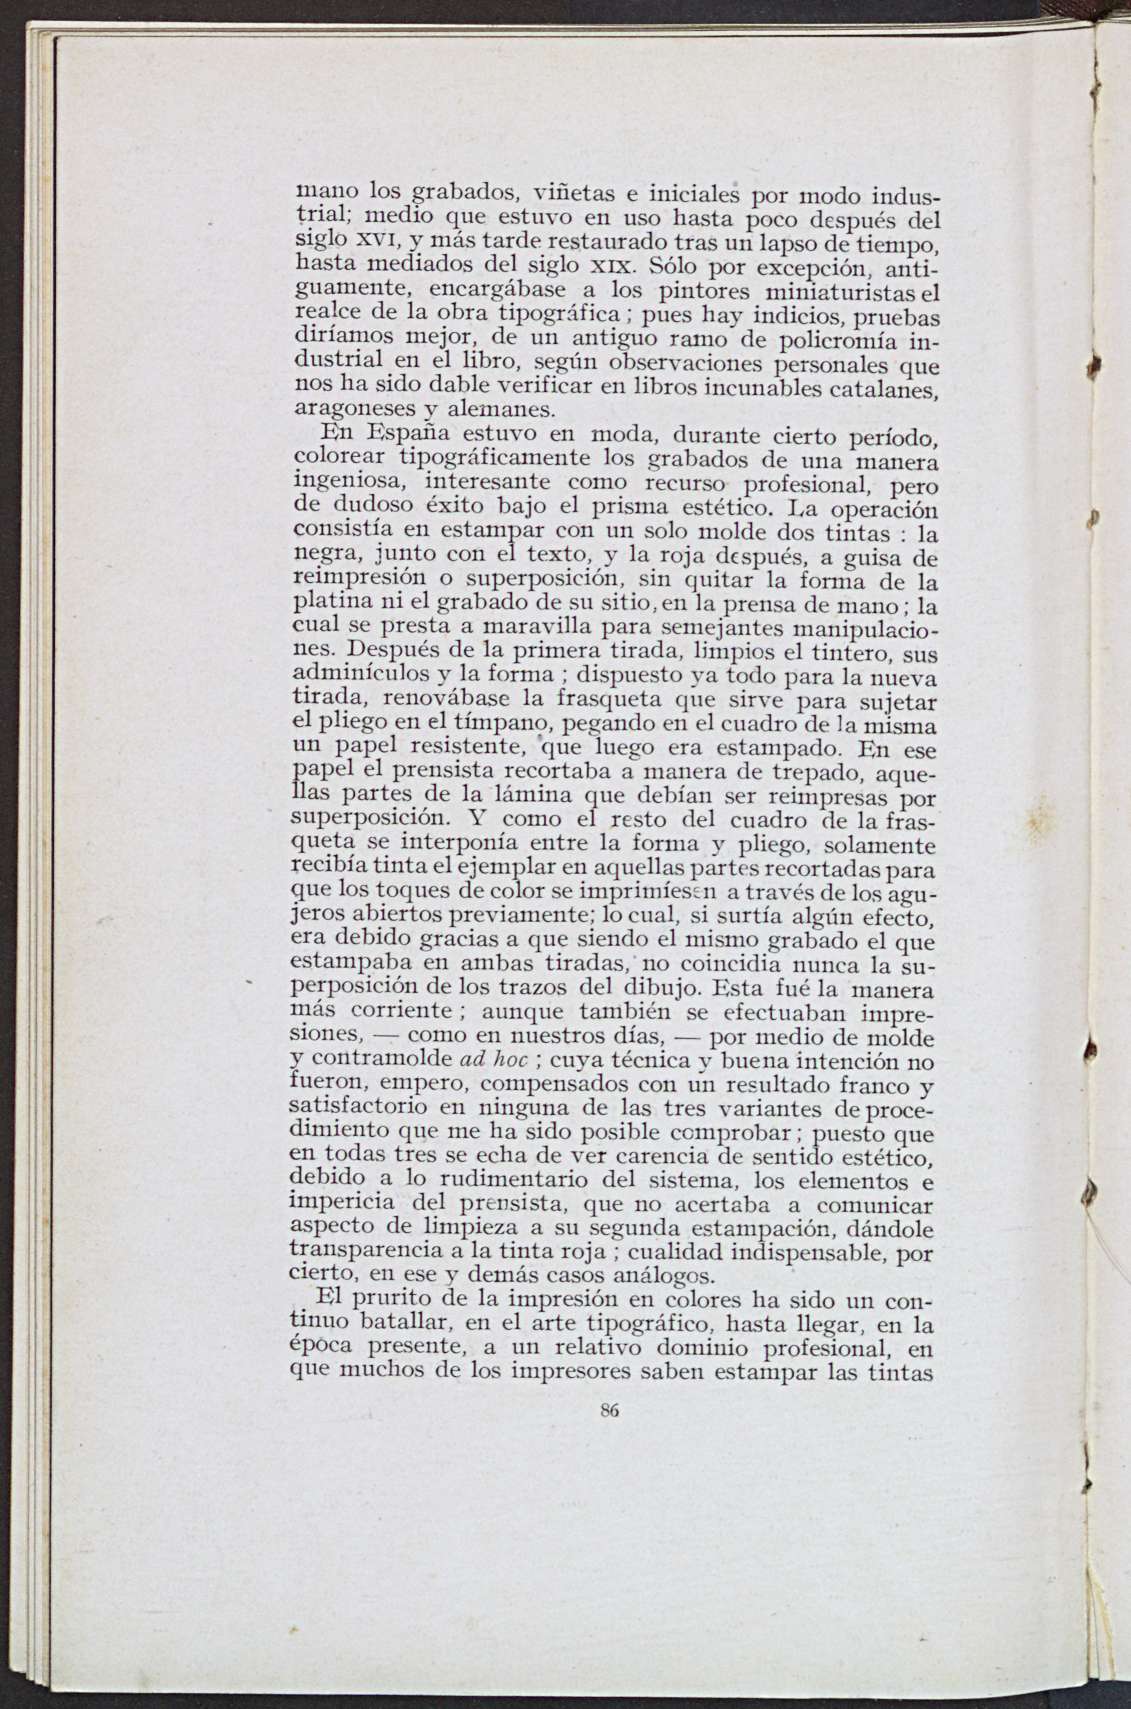 mano los grabados, viñetas e iniciales por modo indus-
trial; medio que estuvo en uso hasta poco después del
siglo XVI, y más tarde restaurado tras un lapso de tiempo,
hasta mediados del siglo XIX. Sólo por excepción, anti-
guamente, encargábase a los pintores miniaturistas el
realce de la obra tipográfica; pues hay indicios, pruebas
diríamos mejor, de un antiguo ramo de policromía in-
dustrial en el libro, según observaciones personales que
nos ha sido dable verificar en libros incunables catalanes,
aragoneses y alemanes.
En España estuvo en moda, durante cierto período,
colorear tipográficamente los grabados de una manera
ingeniosa, interesante como recurso profesional, pero
de dudoso éxito bajo el prisma estético. La operación
consistía en estampar con un solo molde dos tintas : la
negra, junto con el texto, y la roja después, a guisa de
reimpresión o superposición, sin quitar la forma de la
platina ni el grabado de su sitio, en la prensa de mano; la
cual se presta a maravilla para semejantes manipulacio-
nes. Después de la primera tirada, limpios el tintero, sus
adminículos y la forma ; dispuesto ya todo para la nueva
tirada, renovábase la frasqueta que sirve para sujetar
el pliego en el tímpano, pegando en el cuadro de la misma
un papel resistente, que luego era estampado. En ese
papel el prensista recortaba a manera de trepado, aque-
llas partes de la lámina que debían ser reimpresas por
superposición. Y como el resto del cuadro de la fras-
queta se interponía entre la forma y pliego, solamente
recibía tinta el ejemplar en aquellas partes recortadas para
que los toques de color se imprimíesen a través de los agu-
jeros abiertos previamente; lo cual, si surtía algún efecto,
era debido gracias a que siendo el mismo grabado el que
estampaba en ambas tiradas, no coincidia nunca la su-
perposición de los trazos del dibujo. Esta fué la manera
más corriente ; aunque también se efectuaban impre-
siones, — como en nuestros días, — por medio de molde
y contramolde ad hoc ; cuya técnica y buena intención no
fueron, empero, compensados con un resultado franco y
satisfactorio en ninguna de las tres variantes de proce-
dimiento que me ha sido posible comprobar; puesto que
en todas tres se echa de ver carencia de sentido estético,
debido a lo rudimentario del sistema, los elementos e
impericia del prensista, que no acertaba a comunicar
aspecto de limpieza a su segunda estampación, dándole
transparencia a la tinta roja ; cualidad indispensable, por
cierto, en ese y demás casos análogos.
El prurito de la impresión en colores ha sido un con-
tinuo batallar, en el arte tipográfico, hasta llegar, en la
época presente, a un relativo dominio profesional, en
que muchos de los impresores saben estampar las tintas
86